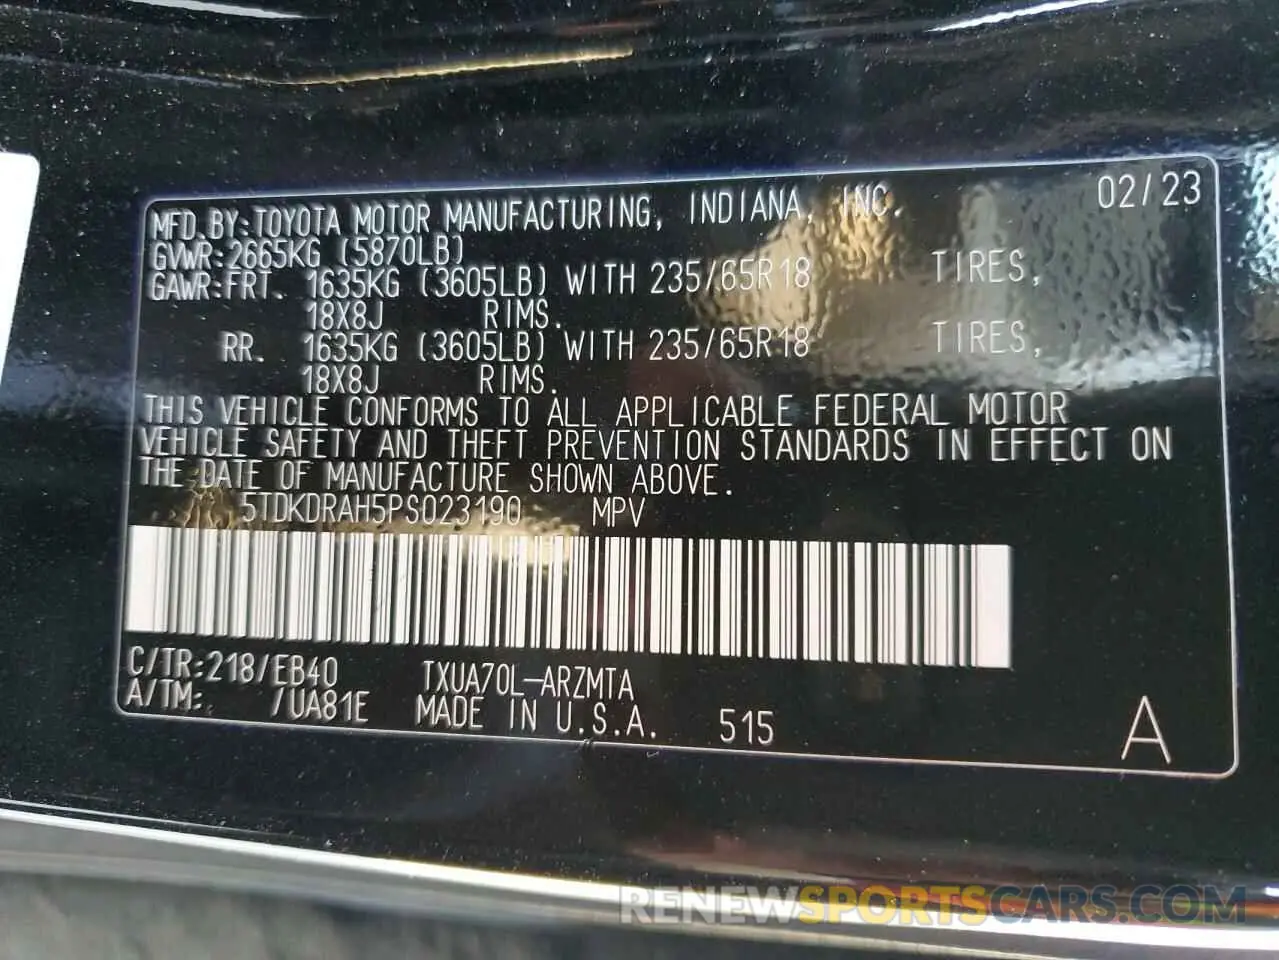 MFD.BY:TOYOTA MOTOR MANUFACTURING, INDIANA, INC. 02/23
GVWR:2665KG (5870LB)
GAWR:FRT. 1635KG (3605LB) WITH 235/65R18 TIRES,
18X8J RIMS.
RR. 1635KG (3605LB) WITH 235/65R18 TIRES,
18X8J RIMS.
THIS VEHICLE CONFORMS TO ALL APPLICABLE FEDERAL MOTOR
VEHICLE SAFETY AND THEFT PREVENTION STANDARDS IN EFFECT ON
THE DATE OF MANUFACTURE SHOWN ABOVE.
5TDKDRAH5PS023190 MPV
C/TR:218/EB40 TXUA70L-ARZMTA
A/TM: /UA81E MADE IN U.S.A. 515 A
RENEWSPORTSCARS.COM